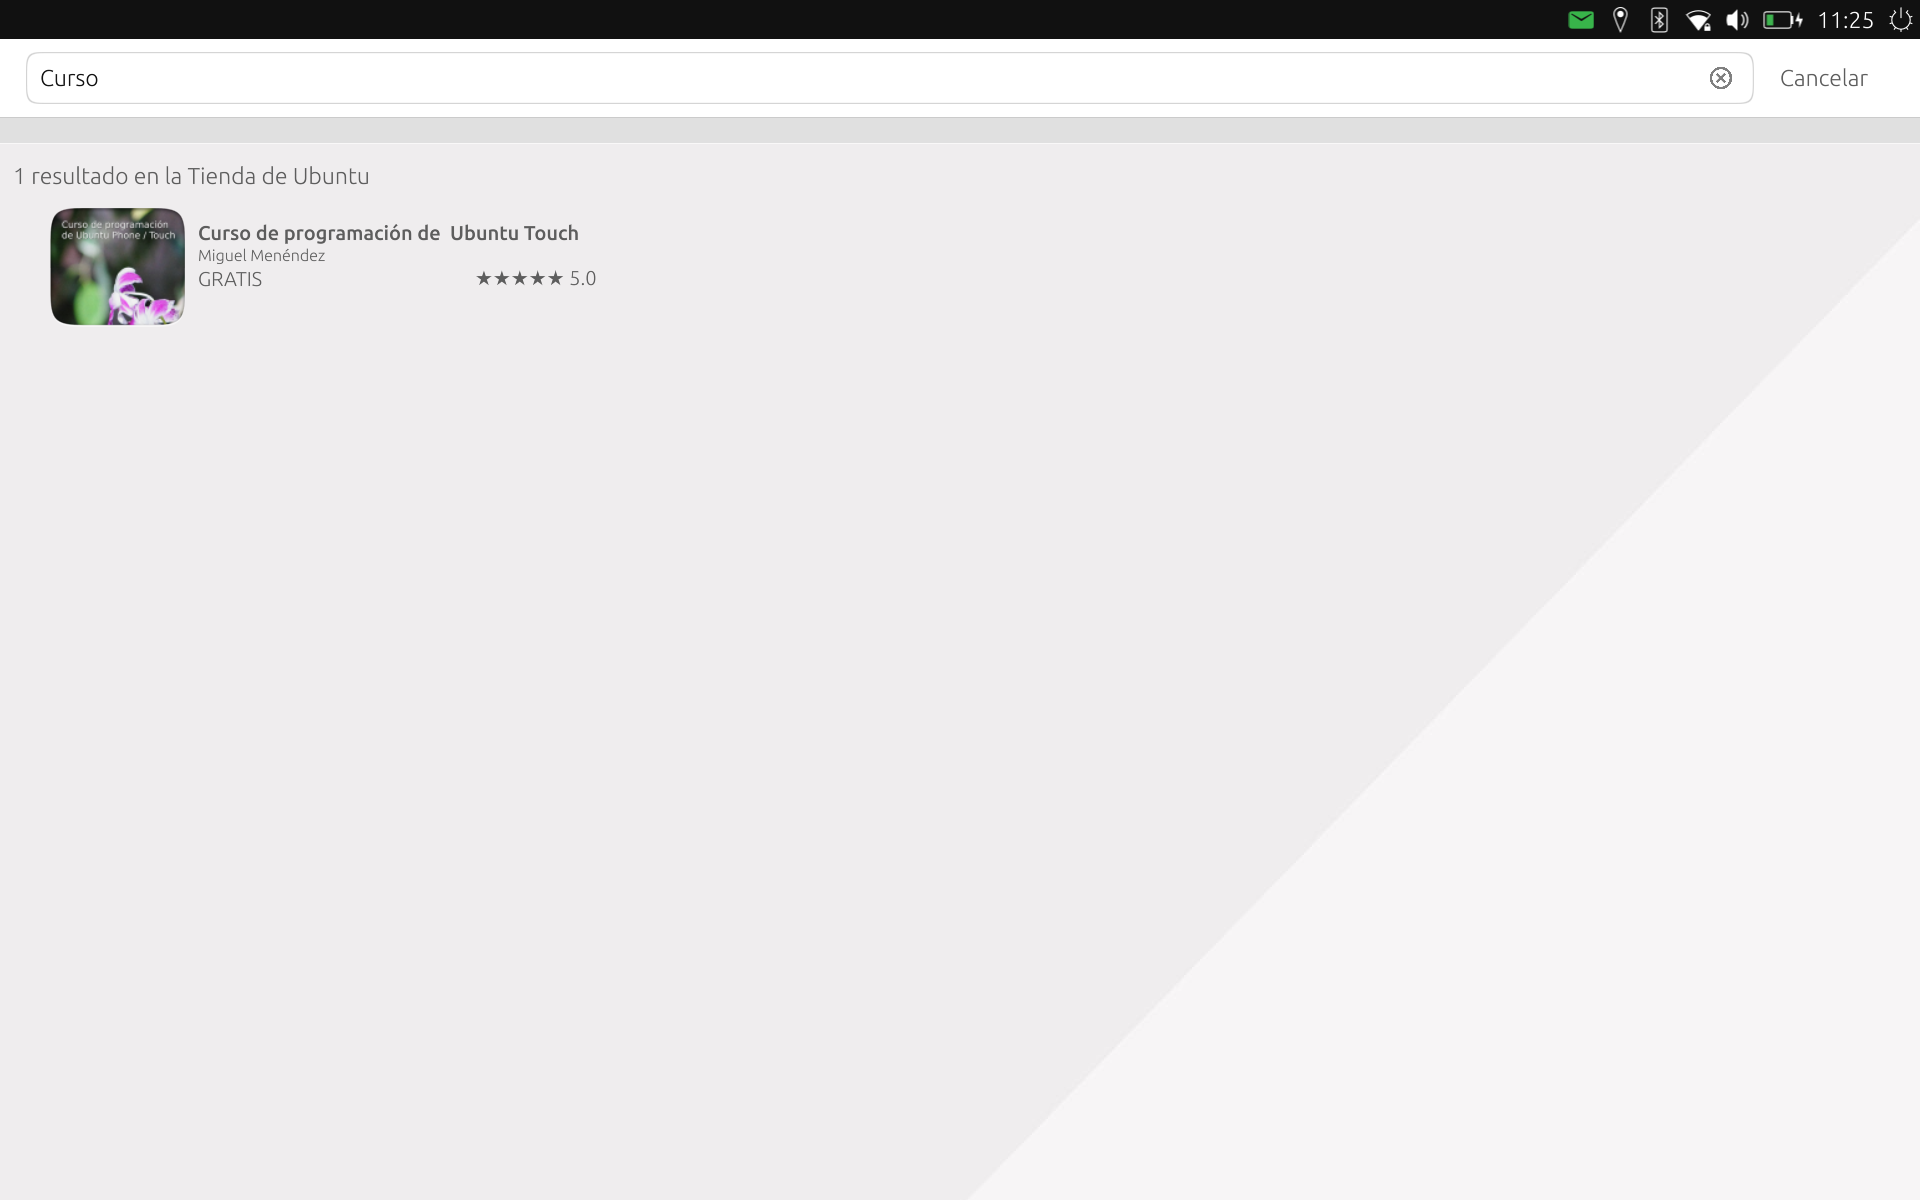 11:25
Curso
Cancelar
1 resultado en la Tienda de Ubuntu
Curso de programación
de Ubuntu Phone / Touch
Curso de programación de Ubuntu Touch
Miguel Menéndez
GRATIS ★★★★★ 5.0